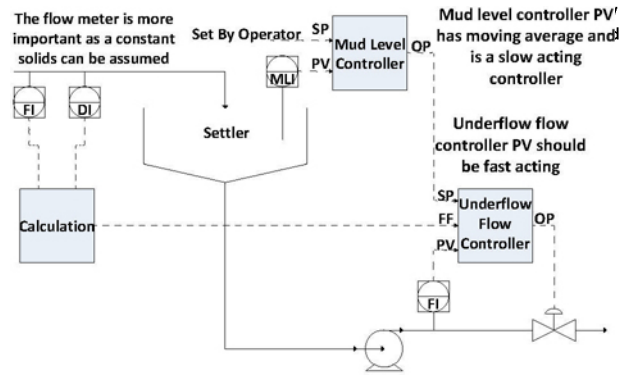 The flow meter is more
important as a constant
solids can be assumed
Set By Operator
SP
PV
Mud Level
Controller
OP
Mud level controller PV
has moving average and
is a slow acting
controller
FI
DI
MLI
Settler
Underflow flow
controller PV should
be fast acting
Calculation
SP
FF
PV
Underflow
Flow
Controller
OP
FI